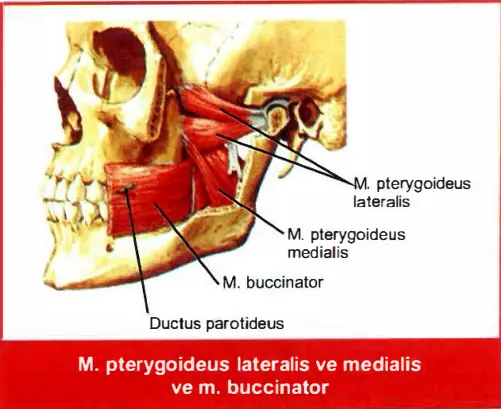 M. pterygoideus
lateralis
M. pterygoideus
medialis
M. buccinator
Ductus parotideus
M. pterygoideus lateralis ve medialis
ve m. buccinator